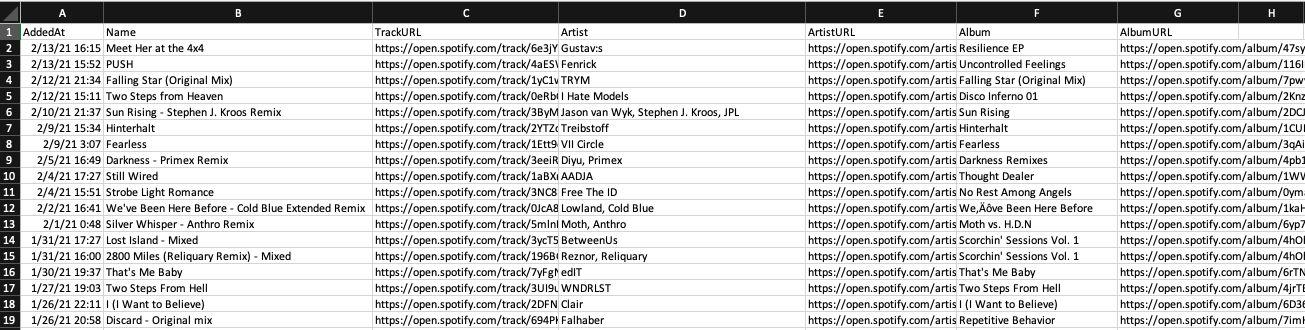 A B C D E F G H
1 AddedAt Name TrackURL Artist ArtistURL Album AlbumURL
2 2/13/21 16:15 Meet Her at the 4x4 https://open.spotify.com/track/6e3jY Gustav:s https://open.spotify.com/artis Resilience EP https://open.spotify.com/album/47sy
3 2/13/21 15:52 PUSH https://open.spotify.com/track/4aES Fenrick https://open.spotify.com/artis Uncontrolled Feelings https://open.spotify.com/album/116I
4 2/12/21 21:34 Falling Star (Original Mix) https://open.spotify.com/track/1yC1v TRYM https://open.spotify.com/artis Falling Star (Original Mix) https://open.spotify.com/album/7pw
5 2/12/21 15:11 Two Steps from Heaven https://open.spotify.com/track/0eRb I Hate Models https://open.spotify.com/artis Disco Inferno 01 https://open.spotify.com/album/2Knz
6 2/10/21 21:37 Sun Rising - Stephen J. Kroos Remix https://open.spotify.com/track/3ByM Jason van Wyk, Stephen J. Kroos, JPL https://open.spotify.com/artis Sun Rising https://open.spotify.com/album/2DCJ
7 2/9/21 15:34 Hinterhalt https://open.spotify.com/track/2YTZ Treibstoff https://open.spotify.com/artis Hinterhalt https://open.spotify.com/album/1CU
8 2/9/21 3:07 Fearless https://open.spotify.com/track/1Ett9 VII Circle https://open.spotify.com/artis Fearless https://open.spotify.com/album/3qAi
9 2/5/21 16:49 Darkness - Primex Remix https://open.spotify.com/track/3eeiR Diyu, Primex https://open.spotify.com/artis Darkness Remixes https://open.spotify.com/album/4pb1
10 2/4/21 17:27 Still Wired https://open.spotify.com/track/1aBX AADJA https://open.spotify.com/artis Thought Dealer https://open.spotify.com/album/1WW
11 2/4/21 15:51 Strobe Light Romance https://open.spotify.com/track/3NC8 Free The ID https://open.spotify.com/artis No Rest Among Angels https://open.spotify.com/album/0ym
12 2/2/21 16:41 We've Been Here Before - Cold Blue Extended Remix https://open.spotify.com/track/0JcA8 Lowland, Cold Blue https://open.spotify.com/artis We‚Äôve Been Here Before https://open.spotify.com/album/1kaH
13 2/1/21 0:48 Silver Whisper - Anthro Remix https://open.spotify.com/track/5mIn Moth, Anthro https://open.spotify.com/artis Moth vs. H.D.N https://open.spotify.com/album/6yp7
14 1/31/21 17:27 Lost Island - Mixed https://open.spotify.com/track/3ycT5 BetweenUs https://open.spotify.com/artis Scorchin' Sessions Vol. 1 https://open.spotify.com/album/4hO
15 1/31/21 16:00 2800 Miles (Reliquary Remix) - Mixed https://open.spotify.com/track/196B Reznor, Reliquary https://open.spotify.com/artis Scorchin' Sessions Vol. 1 https://open.spotify.com/album/4hO
16 1/30/21 19:37 That's Me Baby https://open.spotify.com/track/7yFg edIT https://open.spotify.com/artis That's Me Baby https://open.spotify.com/album/6rTN
17 1/27/21 19:03 Two Steps From Hell https://open.spotify.com/track/3UI9 WNDRLST https://open.spotify.com/artis Two Steps From Hell https://open.spotify.com/album/4jrT
18 1/26/21 22:11 I (I Want to Believe) https://open.spotify.com/track/2DFN Clair https://open.spotify.com/artis I (I Want to Believe) https://open.spotify.com/album/6D36
19 1/26/21 20:58 Discard - Original mix https://open.spotify.com/track/694P Falhaber https://open.spotify.com/artis Repetitive Behavior https://open.spotify.com/album/7im